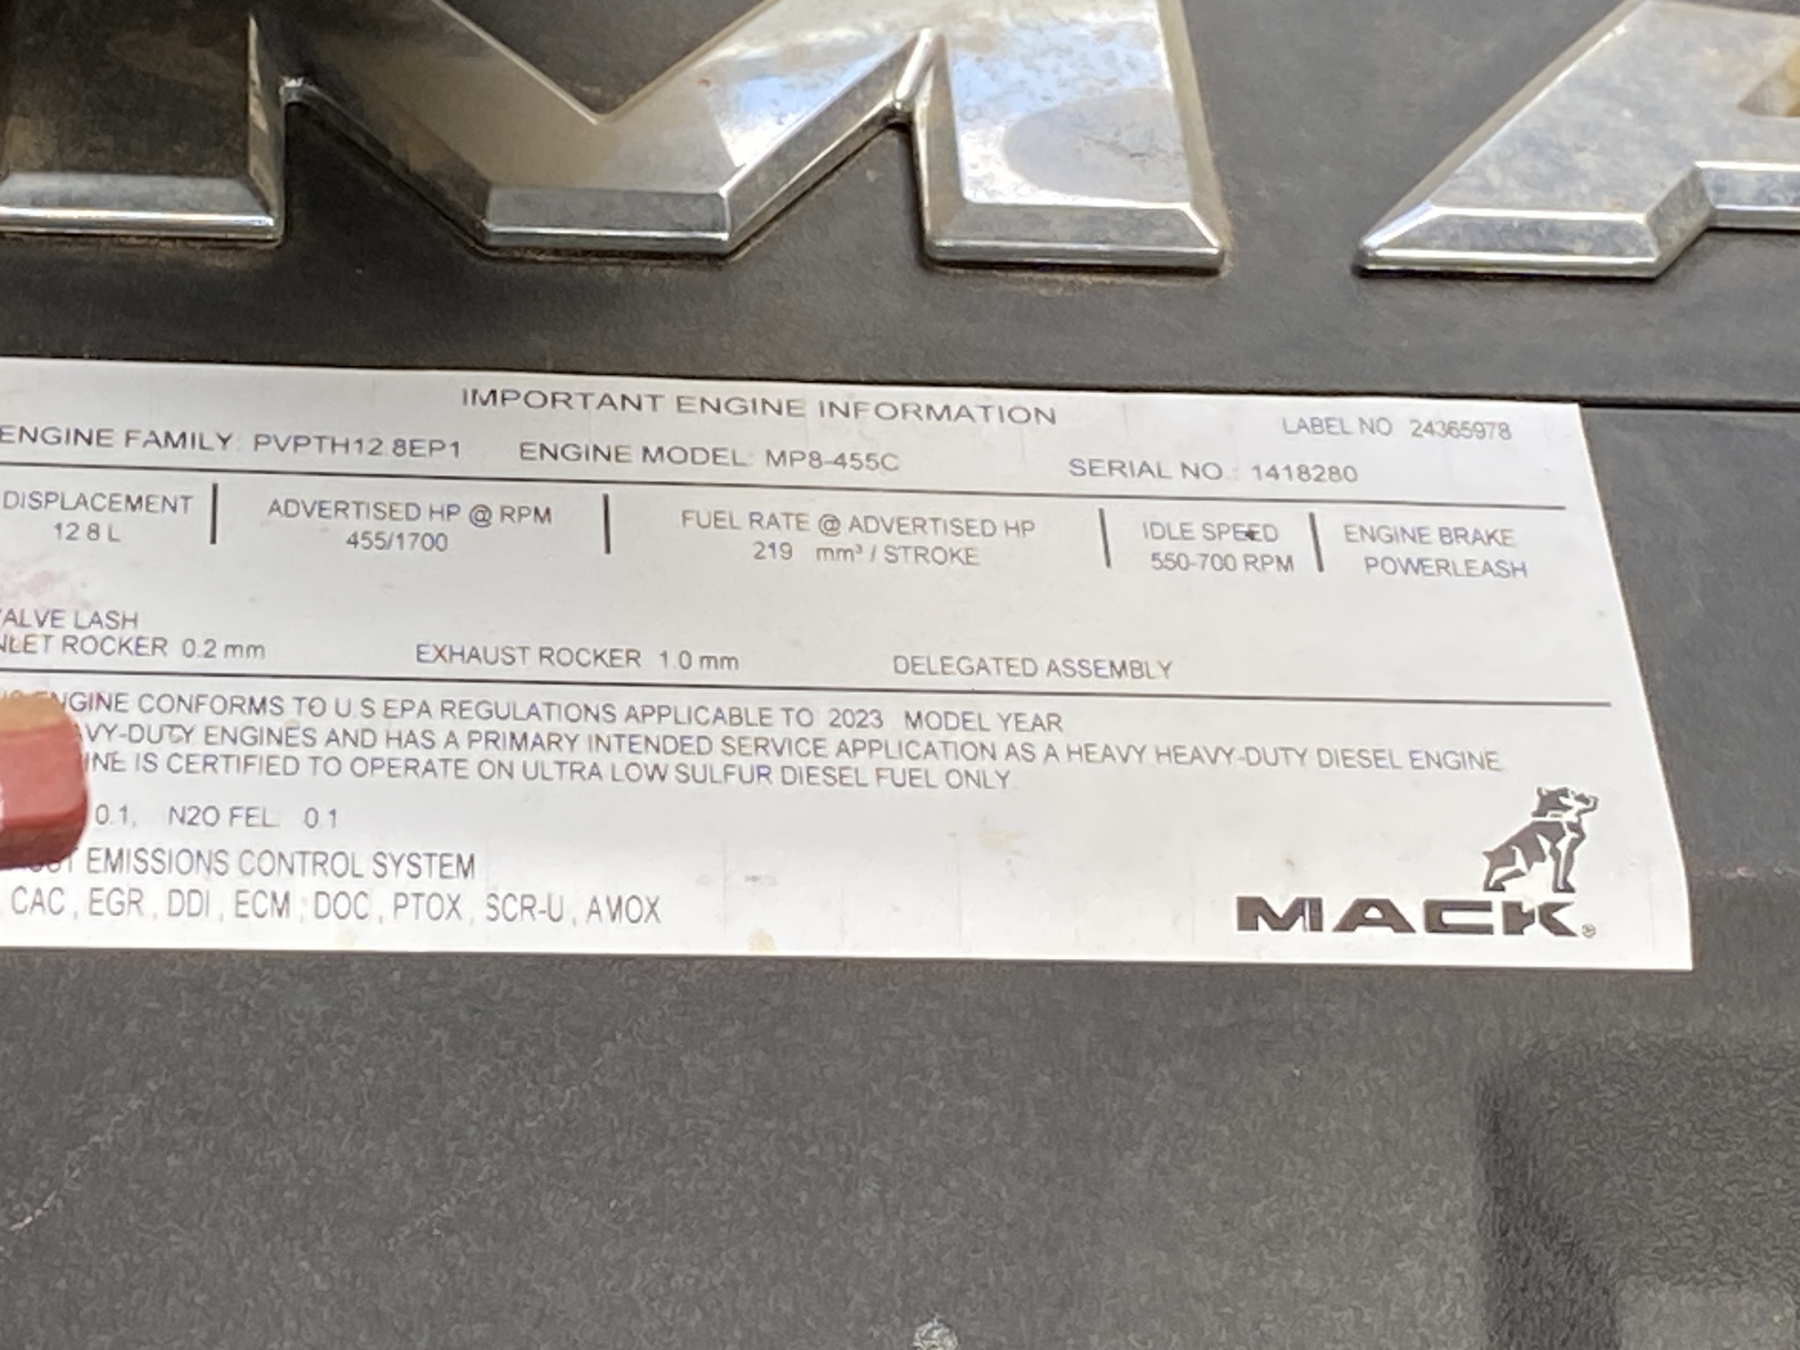 MA
IMPORTANT ENGINE INFORMATION
LABEL NO 24365978
ENGINE FAMILY: PVPTH12.8EP1 ENGINE MODEL: MP8-455C SERIAL NO.: 1418280
DISPLACEMENT
12.8 L
ADVERTISED HP @ RPM
455/1700
FUEL RATE @ ADVERTISED HP
219 mm³ / STROKE
IDLE SPEED
550-700 RPM
ENGINE BRAKE
POWERLEASH
ALVE LASH
NLET ROCKER 0.2 mm EXHAUST ROCKER 1.0 mm DELEGATED ASSEMBLY
ENGINE CONFORMS TO U.S EPA REGULATIONS APPLICABLE TO 2023 MODEL YEAR
AVY-DUTY ENGINES AND HAS A PRIMARY INTENDED SERVICE APPLICATION AS A HEAVY HEAVY-DUTY DIESEL ENGINE
INE IS CERTIFIED TO OPERATE ON ULTRA LOW SULFUR DIESEL FUEL ONLY
0.1, N2O FEL: 0.1
EMISSIONS CONTROL SYSTEM
, CAC, EGR, DDI, ECM; DOC, PTOX, SCR-U, AMOX
MACK®